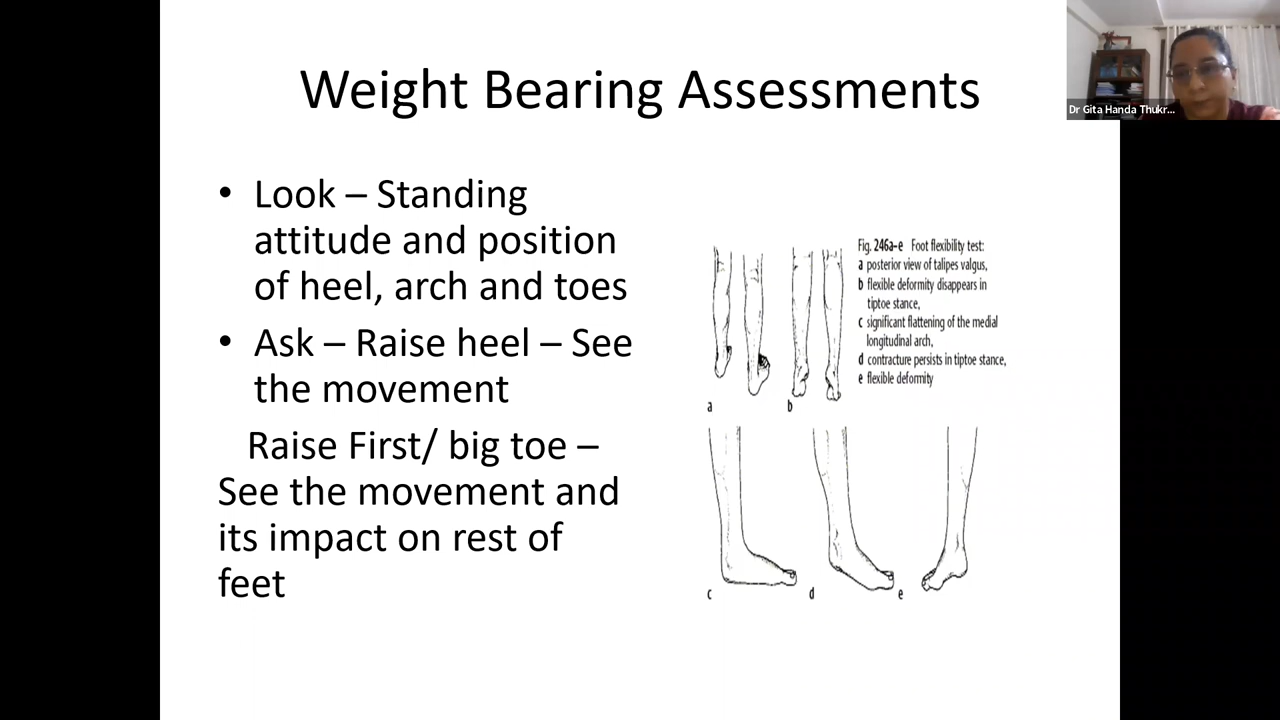 Weight Bearing Assessments
Dr Gita Handa Thukr...
• Look – Standing
attitude and position
of heel, arch and toes
• Ask – Raise heel – See
the movement
Raise First/ big toe –
See the movement and
its impact on rest of
feet
Fig. 246a–e Foot flexibility test:
a posterior view of talipes valgus,
b flexible deformity disappears in
tiptoe stance,
c significant flattening of the medial
longitudinal arch,
d contracture persists in tiptoe stance,
e flexible deformity
a
b
c
d
e